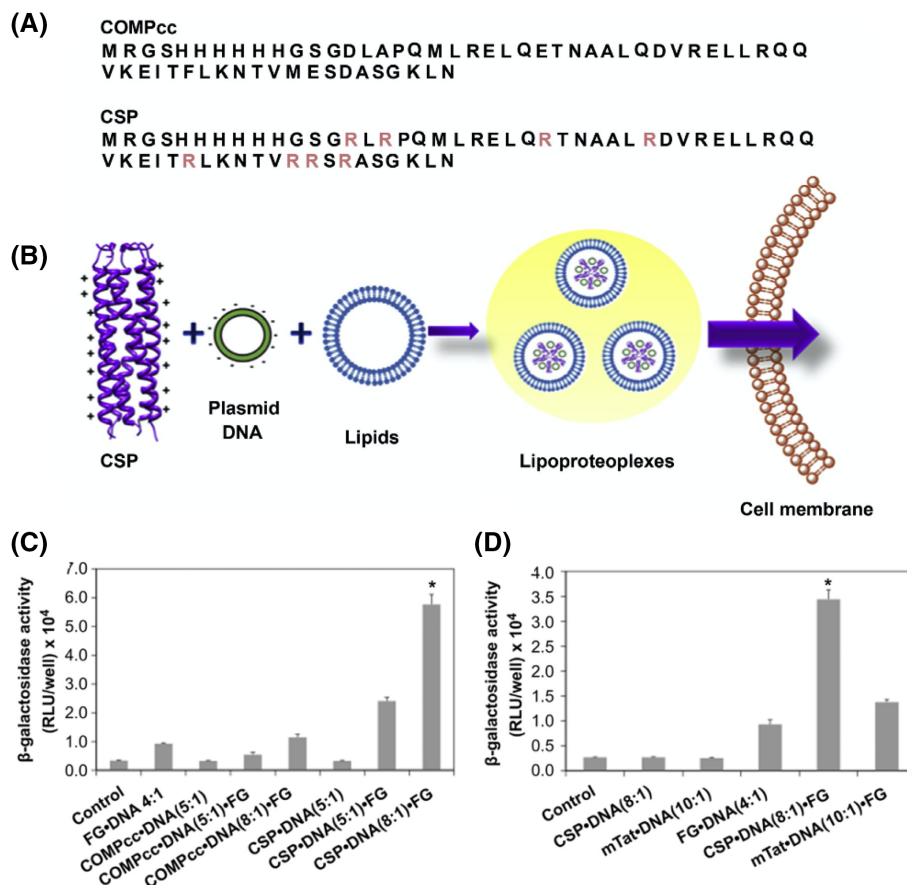 (A)
COMPcc
MRGSHHHHHHGSGDLAPQMLRELQETNAALQDVRELLRQQ
VKEITFLKNTVMESDASGKLN
CSP
MRGSHHHHHHGSGRLRPQMLRELQRTNAALRDVRELLRQQ
VKEITRLKNTVRRSRASGKLN
(B)
CSP
Plasmid
DNA
Lipids
Lipoproteoplexes
Cell membrane
(C)
β-galactosidase activity
(RLU/well) x 10⁴
7.0
6.0
5.0
4.0
3.0
2.0
1.0
0.0
*
Control
FG•DNA 4:1
COMPcc•DNA(5:1)
COMPcc•DNA(5:1)•FG
COMPcc•DNA(8:1)•FG
CSP•DNA(5:1)
CSP•DNA(5:1)•FG
CSP•DNA(8:1)•FG
(D)
β-galactosidase activity
(RLU/well) x 10⁴
4.0
3.5
3.0
2.5
2.0
1.5
1.0
0.5
0.0
*
Control
CSP•DNA(8:1)
mTat•DNA(10:1)
FG•DNA(4:1)
CSP•DNA(8:1)•FG
mTat•DNA(10:1)•FG